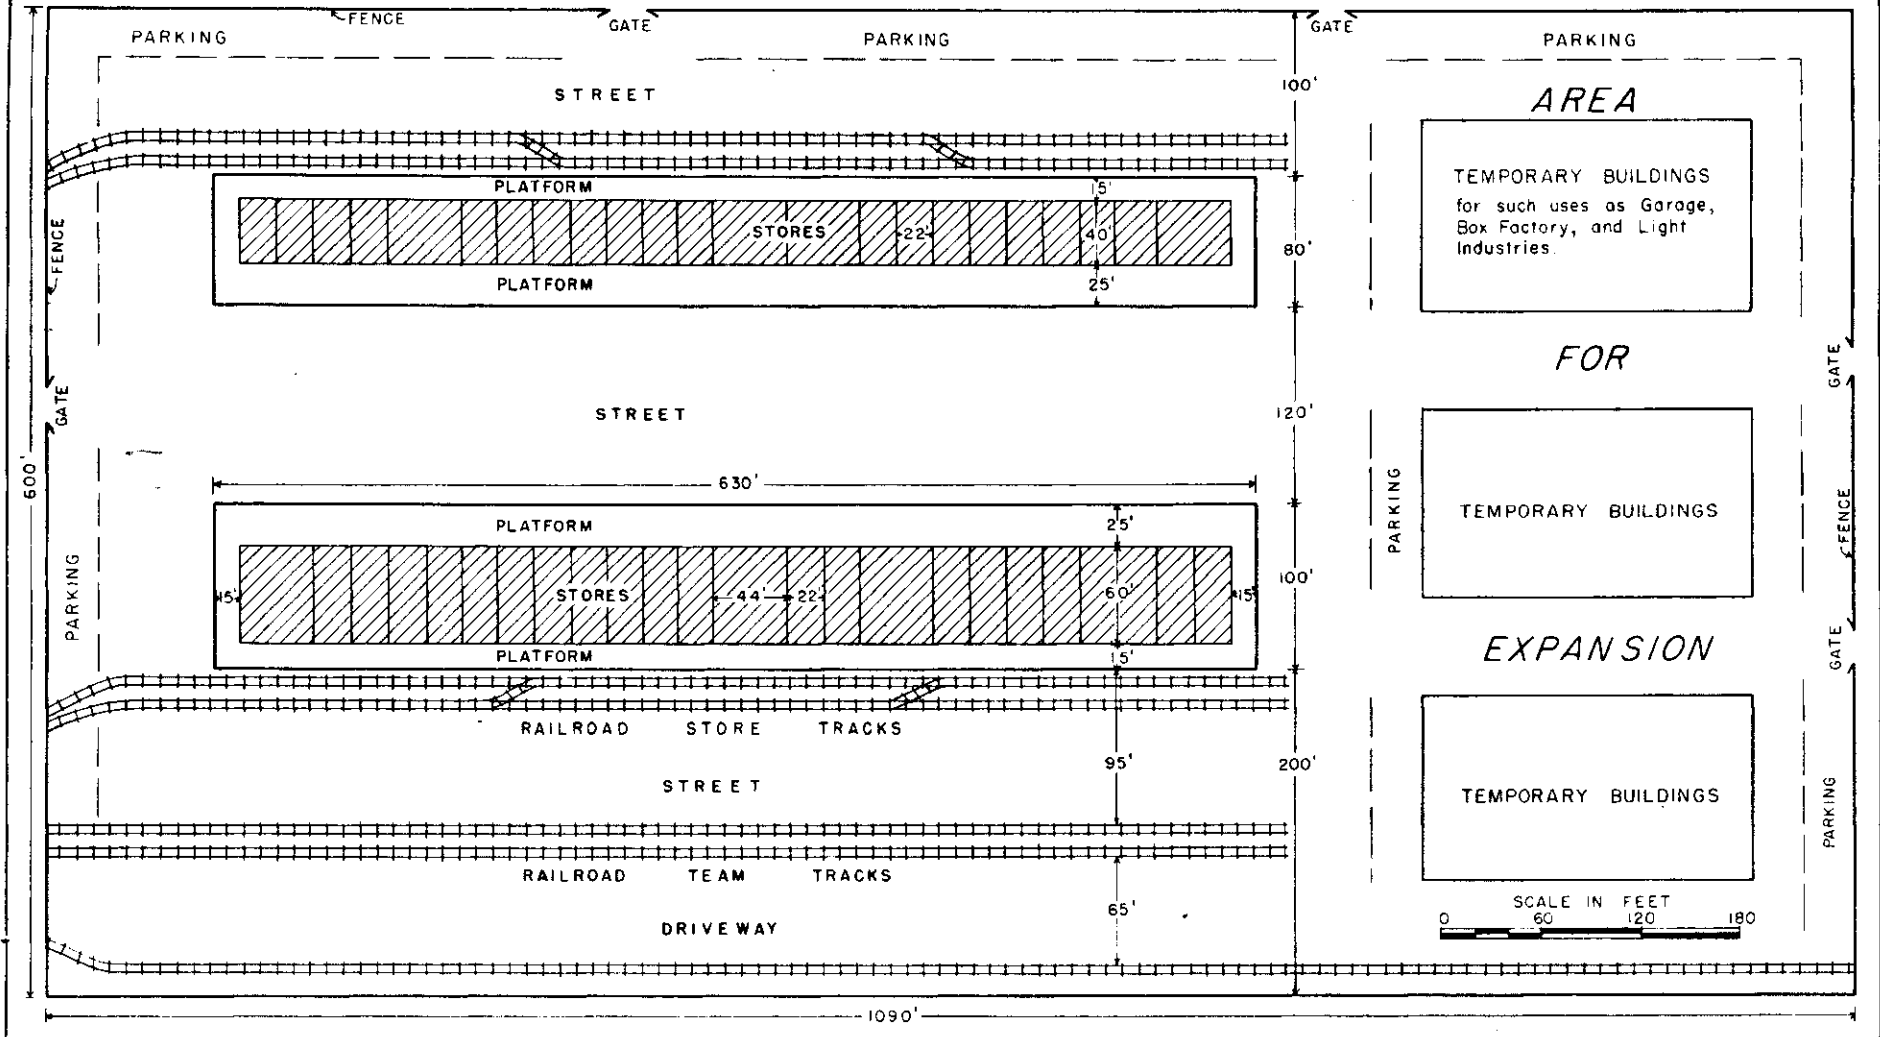 FENCE
GATE
GATE
PARKING
PARKING
PARKING
STREET
100'
AREA
PLATFORM
15'
TEMPORARY BUILDINGS
for such uses as Garage,
Box Factory, and Light
Industries.
STORES
22'
40'
80'
FENCE
PLATFORM
25'
FOR
GATE
GATE
STREET
120'
600'
630'
PARKING
PLATFORM
25'
TEMPORARY BUILDINGS
FENCE
PARKING
15'
STORES
44'
22'
60'
15'
100'
PLATFORM
15'
EXPANSION
GATE
RAILROAD STORE TRACKS
95'
200'
STREET
TEMPORARY BUILDINGS
PARKING
RAILROAD TEAM TRACKS
SCALE IN FEET
0 60 120 180
65'
DRIVEWAY
1090'